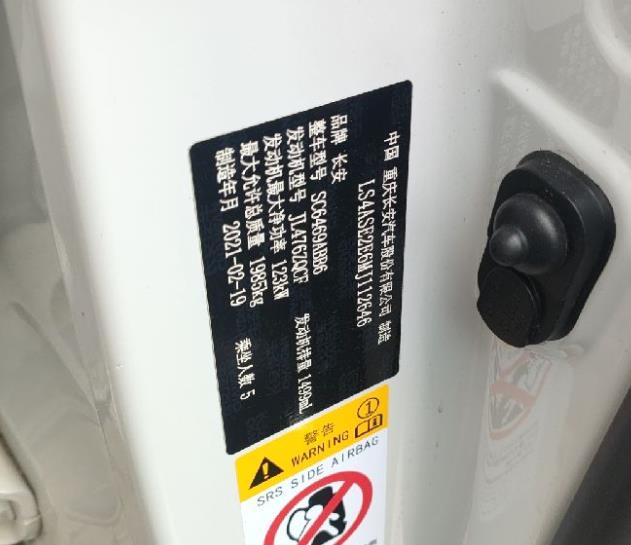 中国 重庆长安汽车股份有限公司 制造
LS4ASE2E6MJ112646
品牌 长安
整车型号 SC6469ABB6
发动机型号 JL476ZQCF 发动机排量 1499mL
发动机最大净功率 123kW
最大允许总质量 1985kg
制造年月 2021-02-19 乘坐人数 5
警告 1
WARNING
SRS SIDE AIRBAG